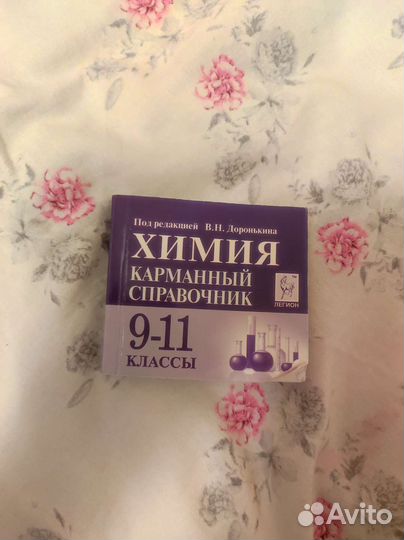 Под редакцией В.Н. Доронькина
ХИМИЯ
КАРМАННЫЙ
СПРАВОЧНИК
ЛЕГИОН
9-11
КЛАССЫ
Avito